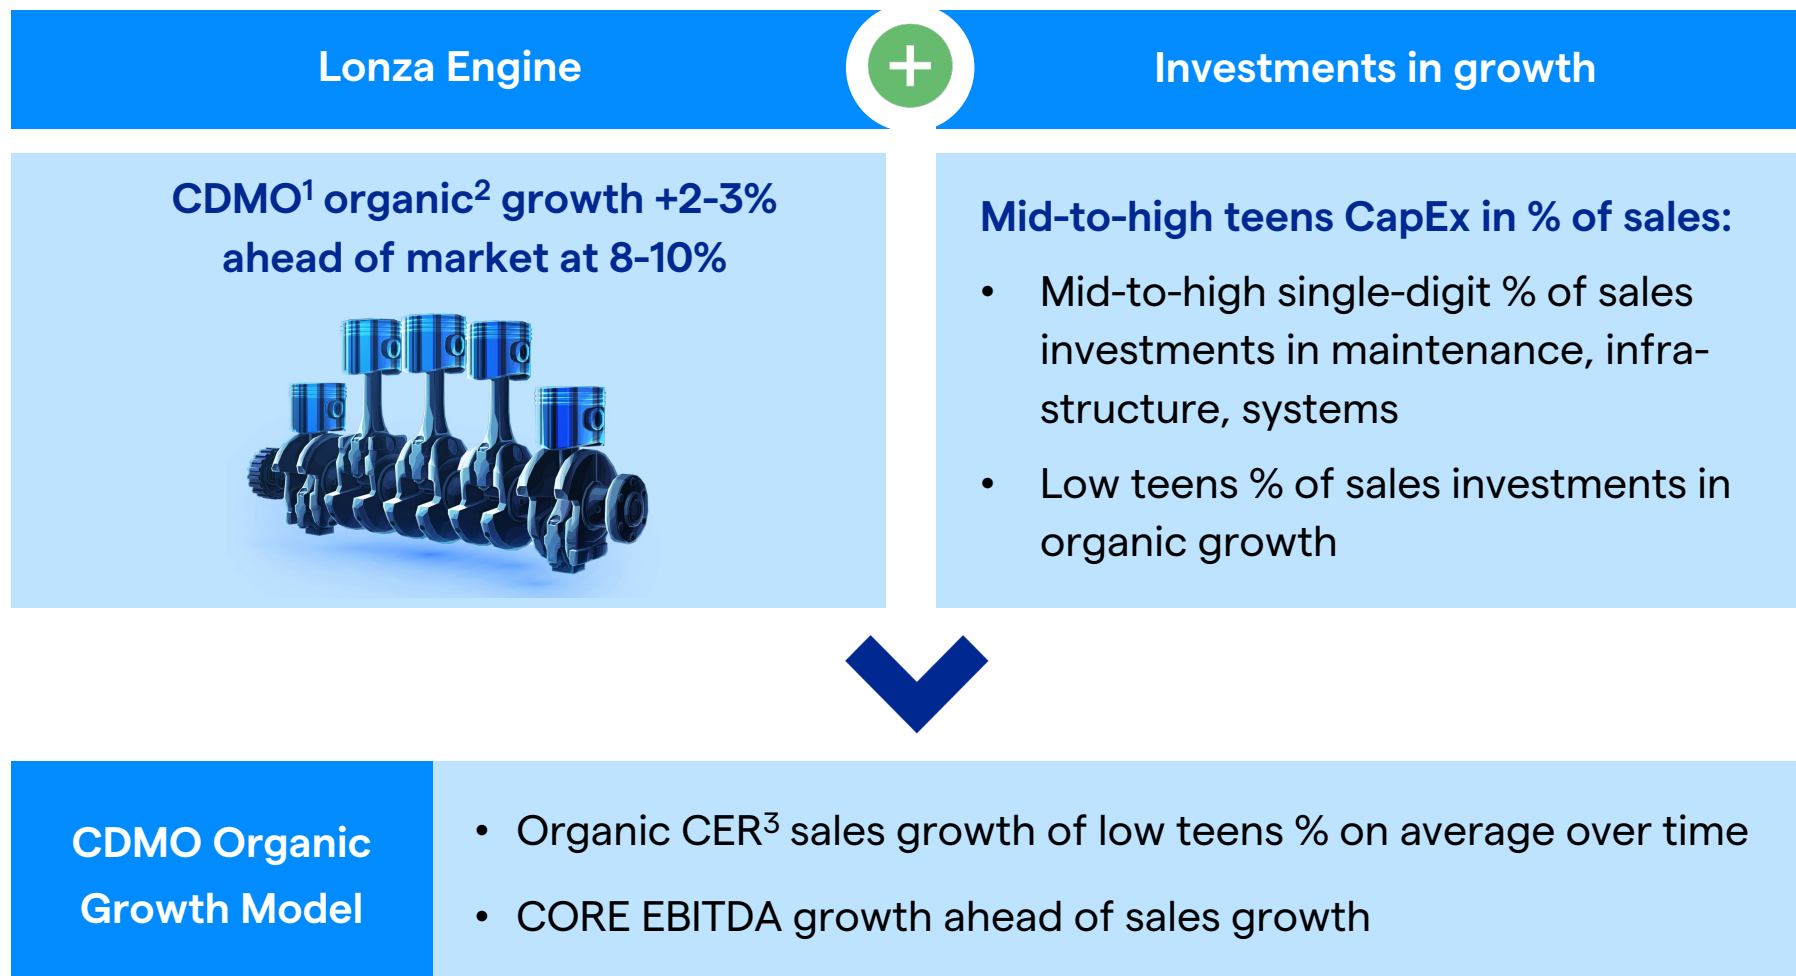 Lonza Engine
+
Investments in growth
CDMO¹ organic² growth +2-3%
ahead of market at 8-10%
Mid-to-high teens CapEx in % of sales:
• Mid-to-high single-digit % of sales
investments in maintenance, infra-
structure, systems
• Low teens % of sales investments in
organic growth
CDMO Organic
Growth Model
• Organic CER³ sales growth of low teens % on average over time
• CORE EBITDA growth ahead of sales growth